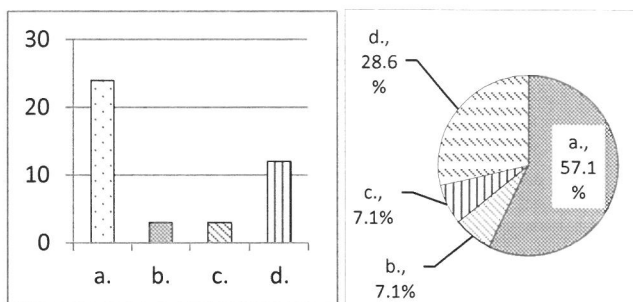 30
20
10
0
a.
b.
c.
d.
d.,
28.6
%
a.,
57.1
%
c.,
7.1%
b.,
7.1%